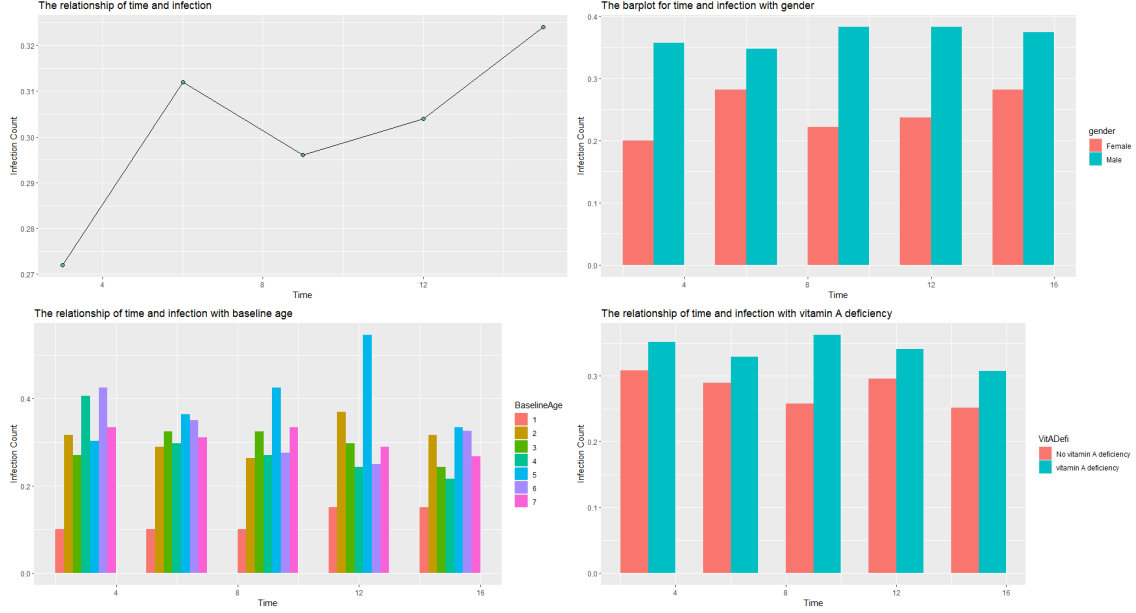 The relationship of time and infection
Infection Count
0.32
0.31
0.30
0.29
0.28
0.27
4
8
12
Time
The barplot for time and infection with gender
Infection Count
0.4
0.3
0.2
0.1
0.0
4
8
12
16
Time
gender
Female
Male
The relationship of time and infection with baseline age
Infection Count
0.4
0.2
0.0
4
8
12
16
Time
BaselineAge
1
2
3
4
5
6
7
The relationship of time and infection with vitamin A deficiency
Infection Count
0.3
0.2
0.1
0.0
4
8
12
16
Time
VitADefi
No vitamin A deficiency
vitamin A deficiency